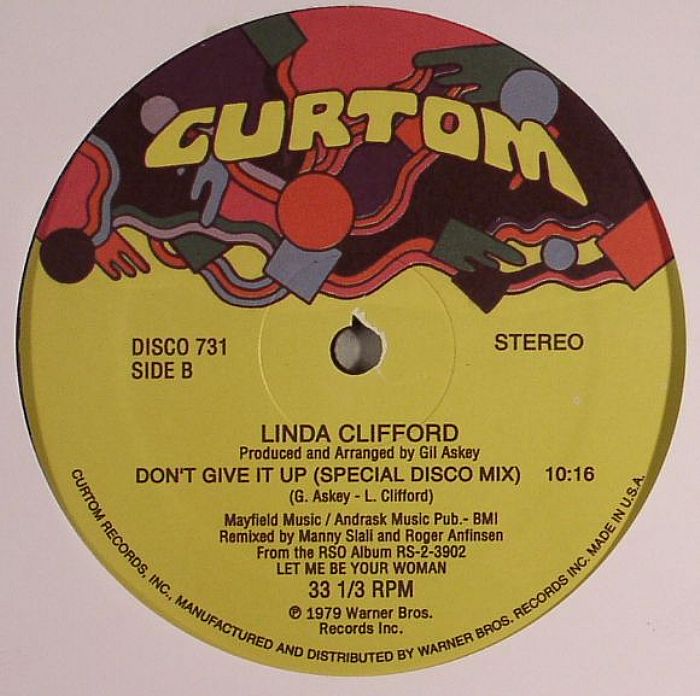 CURTOM
DISCO 731
STEREO
SIDE B
LINDA CLIFFORD
Produced and Arranged by Gil Askey
DON'T GIVE IT UP (SPECIAL DISCO MIX) 10:16
(G. Askey - L. Clifford)
Mayfield Music / Andrask Music Pub.- BMI
Remixed by Manny Slali and Roger Anfinsen
From the RSO Album RS-2-3902
LET ME BE YOUR WOMAN
33 1/3 RPM
℗ 1979 Warner Bros.
Records Inc.
CURTOM RECORDS, INC., MANUFACTURED AND DISTRIBUTED BY WARNER BROS. RECORDS INC. MADE IN U.S.A.